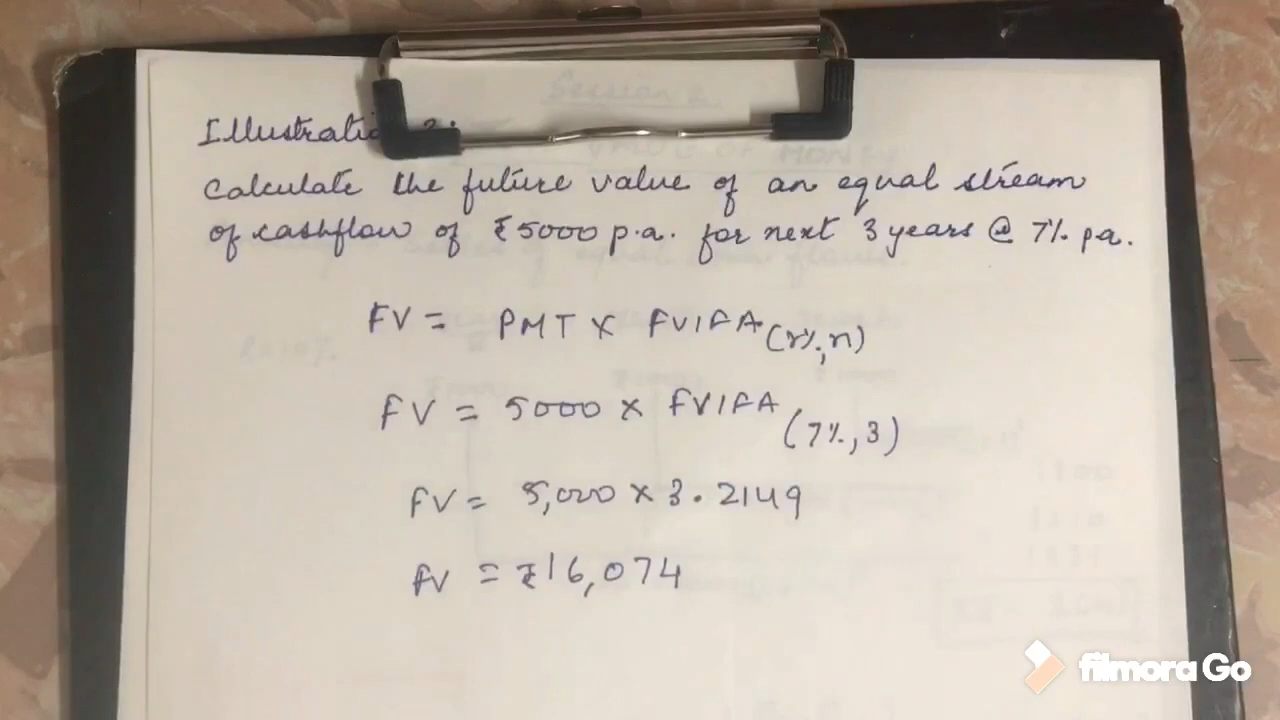 Illustrati
Calculate the future value of an equal stream
of cashflow of ₹5000 p.a. for next 3 years @ 7% p.a.
FV = PMT × FVIFA (r%, n)
FV = 5000 × FVIFA (7%, 3)
FV = 5,000 × 3.2149
FV = ₹16,074
filmora Go